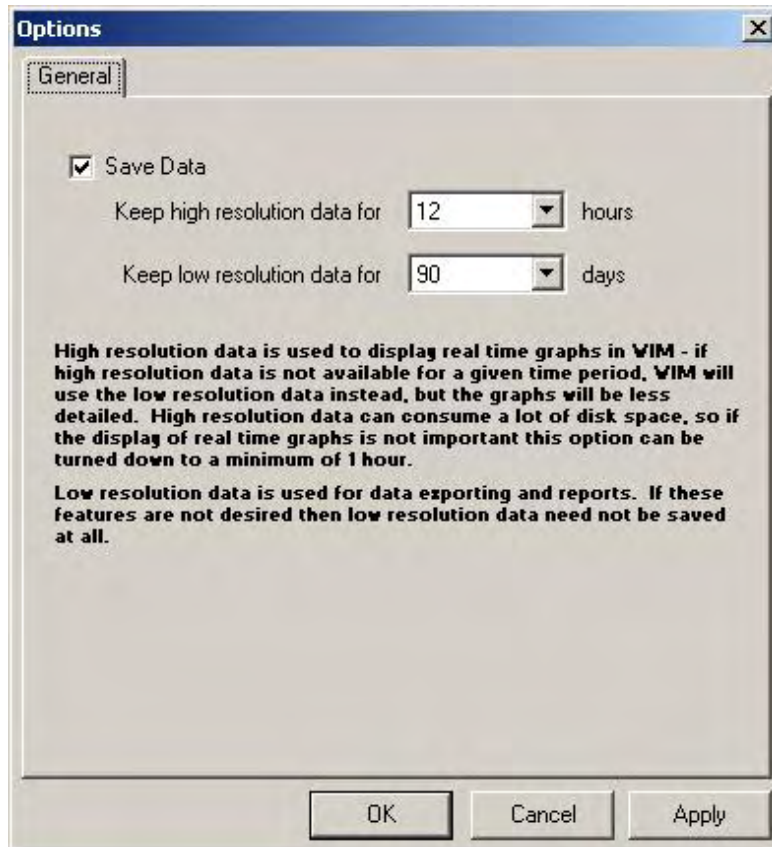 Options
General
Save Data
Keep high resolution data for 12 hours
Keep low resolution data for 90 days
High resolution data is used to display real time graphs in VIM - if
high resolution data is not available for a given time period, VIM will
use the low resolution data instead, but the graphs will be less
detailed. High resolution data can consume a lot of disk space, so if
the display of real time graphs is not important this option can be
turned down to a minimum of 1 hour.
Low resolution data is used for data exporting and reports. If these
features are not desired then low resolution data need not be saved
at all.
OK Cancel Apply